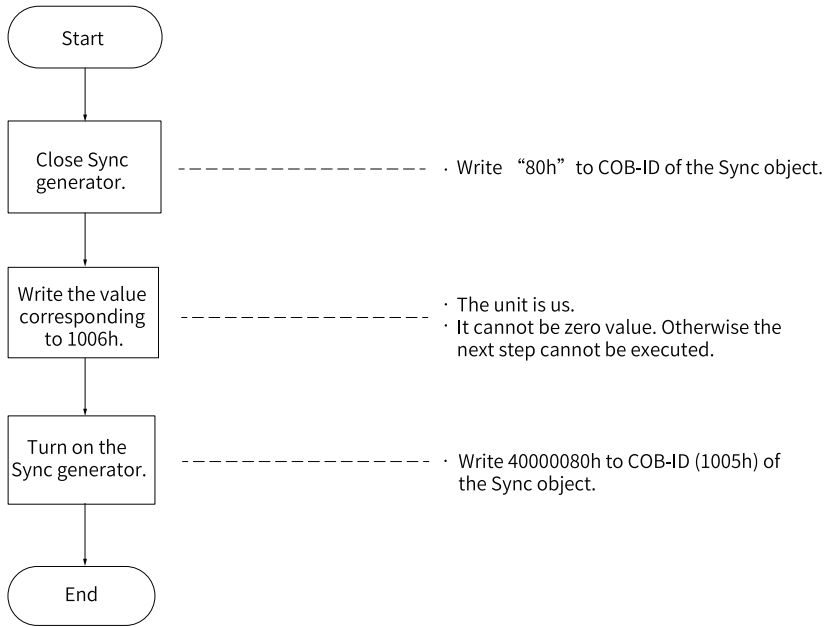 Start
Close Sync
generator.
· Write “80h” to COB-ID of the Sync object.
Write the value
corresponding
to 1006h.
· The unit is us.
· It cannot be zero value. Otherwise the
next step cannot be executed.
Turn on the
Sync generator.
· Write 40000080h to COB-ID (1005h) of
the Sync object.
End